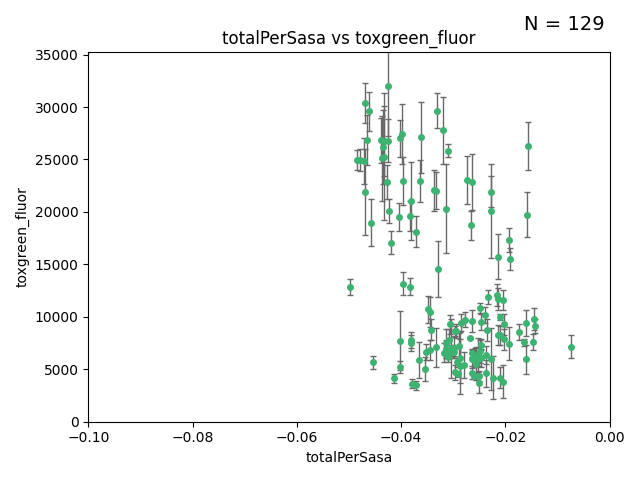 N = 129
totalPerSasa vs toxgreen_fluor
35000
30000
25000
20000
15000
10000
5000
0
toxgreen_fluor
−0.10 −0.08 −0.06 −0.04 −0.02 0.00
totalPerSasa